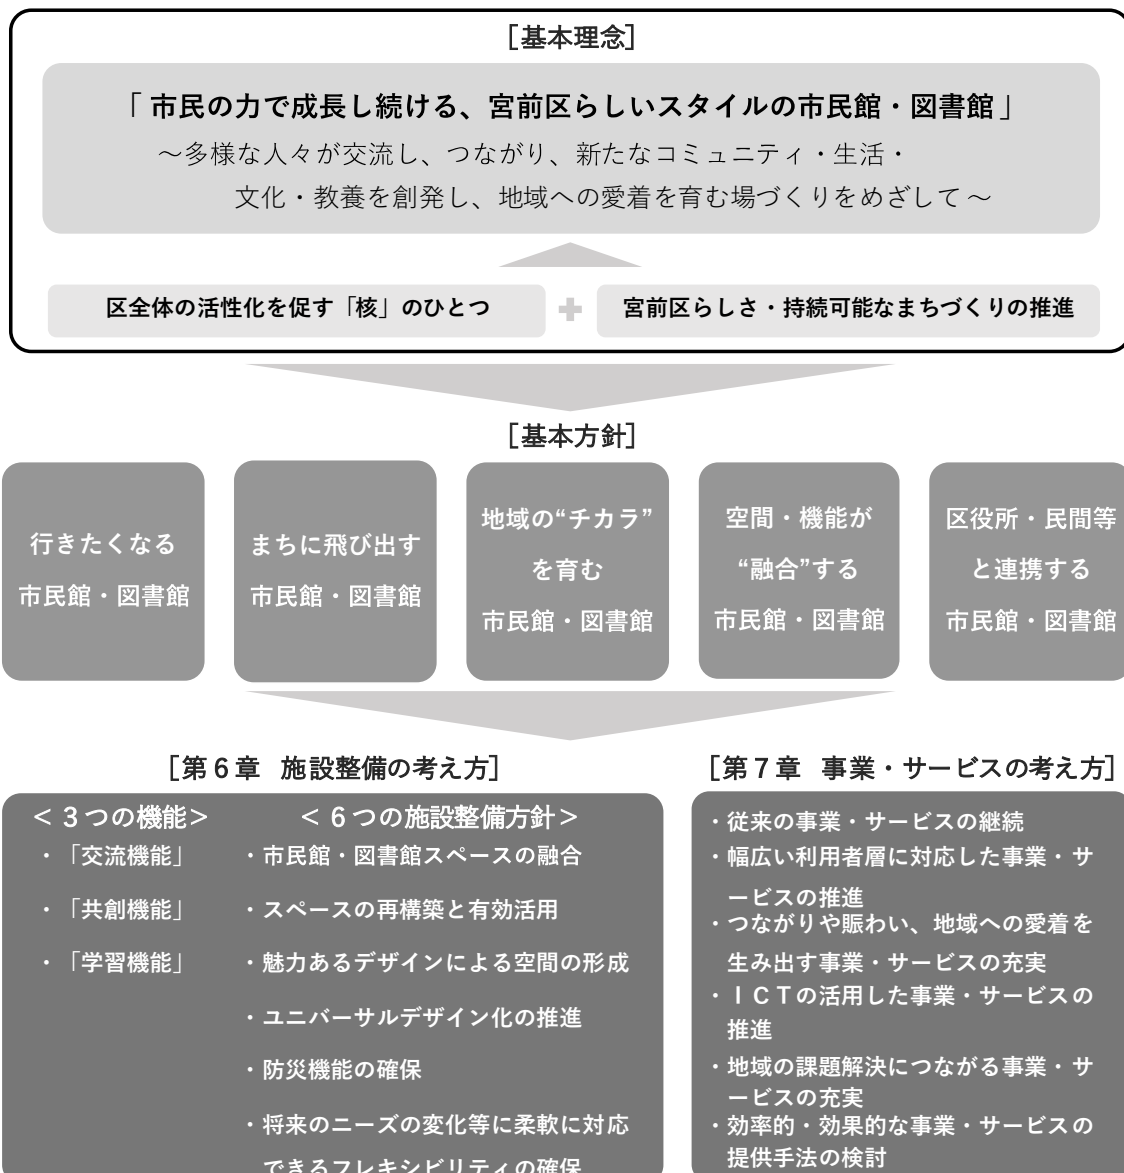 ［基本理念］
「 市民の力で成長し続ける、宮前区らしいスタイルの市民館・図書館 」
～多様な人々が交流し、つながり、新たなコミュニティ・生活・
文化・教養を創発し、地域への愛着を育む場づくりをめざして ～
区全体の活性化を促す「核」のひとつ
宮前区らしさ・持続可能なまちづくりの推進
［基本方針］
行きたくなる
市民館・図書館
まちに飛び出す
市民館・図書館
地域の“チカラ”
を育む
市民館・図書館
空間・機能が
“融合”する
市民館・図書館
区役所・民間等
と連携する
市民館・図書館
［第６章 施設整備の考え方］
＜３つの機能＞
・「交流機能」
・「共創機能」
・「学習機能」
＜６つの施設整備方針＞
・市民館・図書館スペースの融合
・スペースの再構築と有効活用
・魅力あるデザインによる空間の形成
・ユニバーサルデザイン化の推進
・防災機能の確保
・将来のニーズの変化等に柔軟に対応
できるフレキシビリティの確保
［第７章 事業・サービスの考え方］
・従来の事業・サービスの継続
・幅広い利用者層に対応した事業・サ
ービスの推進
・つながりや賑わい、地域への愛着を
生み出す事業・サービスの充実
・ＩＣＴの活用した事業・サービスの
推進
・地域の課題解決につながる事業・サ
ービスの充実
・効率的・効果的な事業・サービスの
提供手法の検討